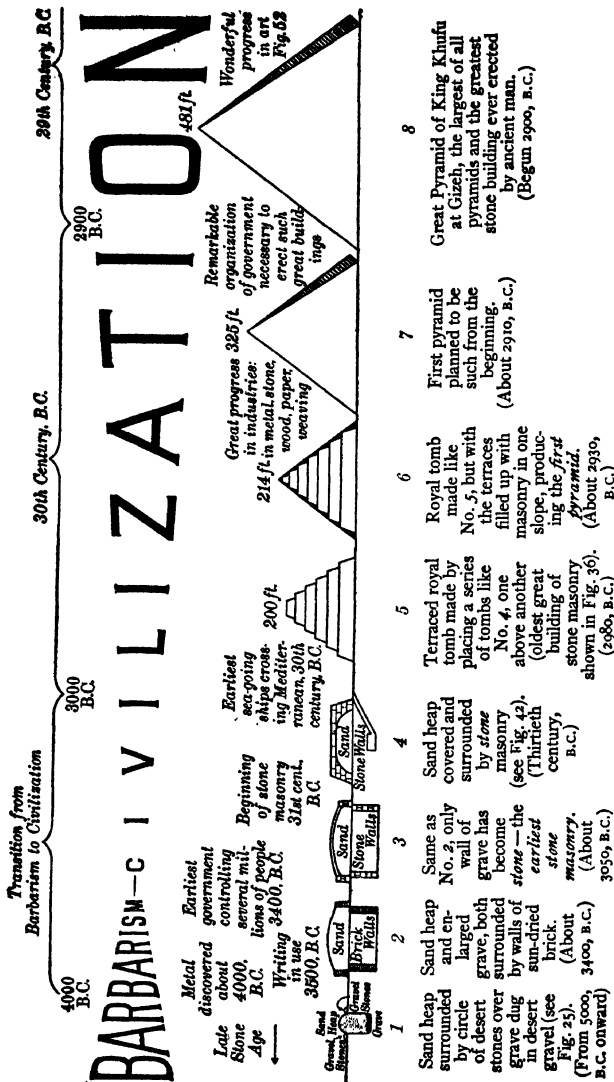 Transition from
Barbarism to Civilization
30th Century, B.C.
29th Century, B.C.
4000
B.C.
3000
B.C.
2900
B.C.
BARBARISM–CIVILIZATION
Late
Stone
Age
Metal
discovered
about
4000,
B.C.
Writing
in use
3500, B.C.
Earliest
government
controlling
several mil-
lions of people
3400, B.C.
Beginning
of stone
masonry
31st cent.,
B.C.
Earliest
sea-going
ships cross-
ing Mediter-
ranean, 30th
century, B.C.
200 ft.
Great progress
in industries:
in metal, stone,
wood, paper,
weaving
214 ft.
325 ft.
Remarkable
organization
of government
necessary to
erect such
great build-
ings
481 ft.
Wonderful
progress
in art
Fig. 52
Sand
Gravel Heap
Stones
Gravel
Stones
Grave
Sand
Brick
Walls
Sand
Stone
Walls
Sand
Stone Walls
1
Sand heap
surrounded
by circle
of desert
stones over
grave dug
in desert
gravel (see
Fig. 25).
(From 5000,
B.C. onward)
2
Sand heap
and en-
larged
grave, both
surrounded
by walls of
sun-dried
brick.
(About
3400, B.C.)
3
Same as
No. 2, only
wall of
grave has
become
stone — the
earliest
stone
masonry.
(About
3050, B.C.)
4
Sand heap
covered and
surrounded
by stone
masonry
(see Fig. 42).
(Thirtieth
century,
B.C.)
5
Terraced royal
tomb made by
placing a series
of tombs like
No. 4, one
above another
(oldest great
building of
stone masonry
shown in Fig. 36).
(2980, B.C.)
6
Royal tomb
made like
No. 5, but with
the terraces
filled up with
masonry in one
slope, produc-
ing the first
pyramid.
(About 2930,
B.C.)
7
First pyramid
planned to be
such from the
beginning.
(About 2910, B.C.)
8
Great Pyramid of King Khufu
at Gizeh, the largest of all
pyramids and the greatest
stone building ever erected
by ancient man.
(Begun 2900, B.C.)